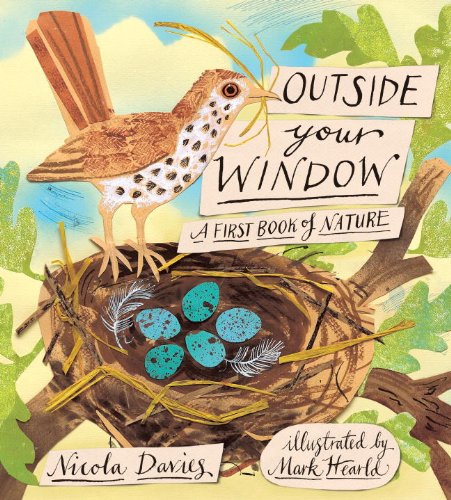 OUTSIDE
your
WINDOW
A FIRST BOOK of NATURE
Nicola Davies
illustrated by
Mark Hearld